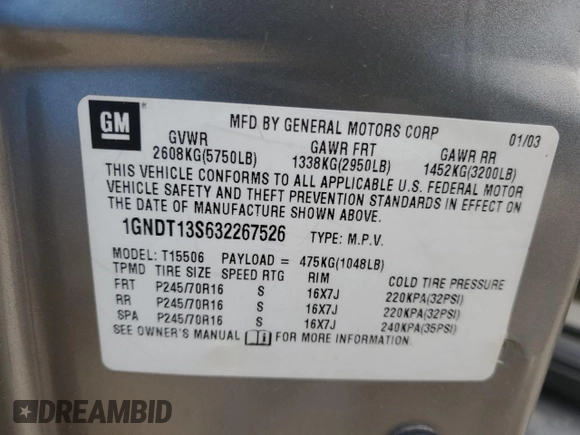 GM
MFD BY GENERAL MOTORS CORP 01/03
GVWR GAWR FRT GAWR RR
2608KG(5750LB) 1338KG(2950LB) 1452KG(3200LB)
THIS VEHICLE CONFORMS TO ALL APPLICABLE U.S. FEDERAL MOTOR
VEHICLE SAFETY AND THEFT PREVENTION STANDARDS IN EFFECT ON
THE DATE OF MANUFACTURE SHOWN ABOVE.
1GNDT13S632267526 TYPE: M.P.V.
MODEL: T15506 PAYLOAD = 475KG(1048LB)
TPMD TIRE SIZE SPEED RTG RIM COLD TIRE PRESSURE
FRT P245/70R16 S 16X7J 220KPA(32PSI)
RR P245/70R16 S 16X7J 220KPA(32PSI)
SPA P245/70R16 S 16X7J 240KPA(35PSI)
SEE OWNER'S MANUAL FOR MORE INFORMATION.
DREAMBID